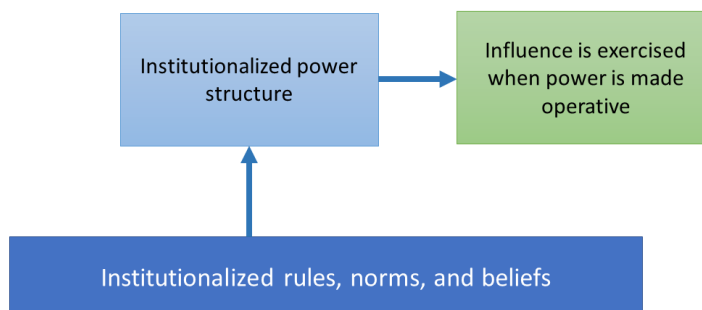 Institutionalized power
structure
Influence is exercised
when power is made
operative
Institutionalized rules, norms, and beliefs